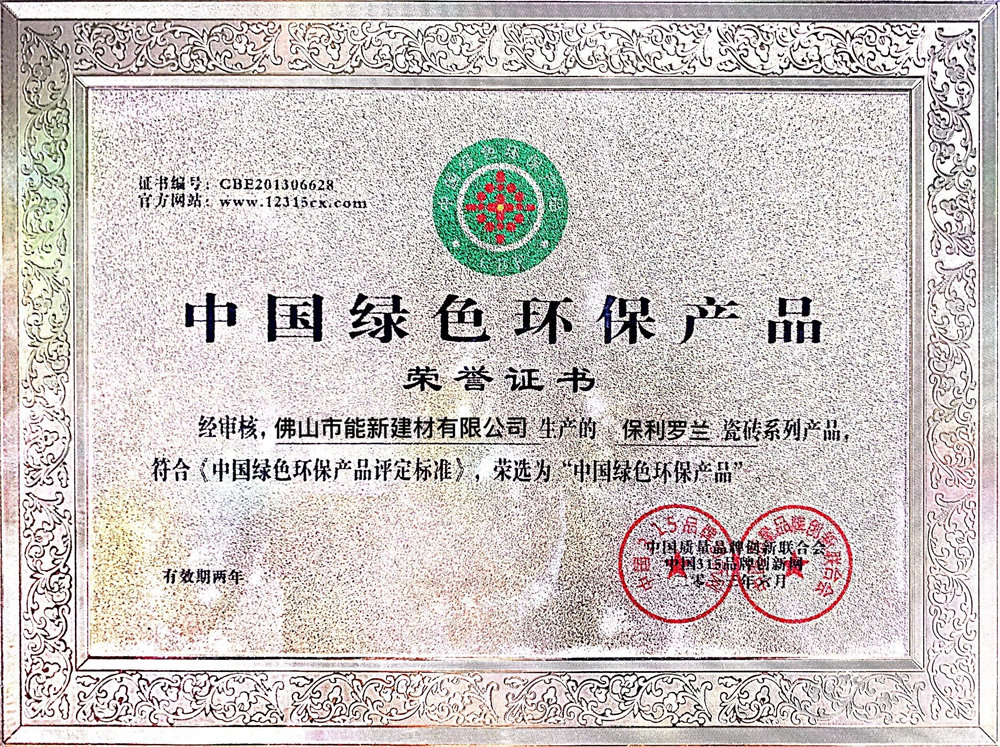 证书编号：CBE201306628
官方网站：www.12315cx.com
中国绿色环保产品
荣誉证书
经审核，佛山市能新建材有限公司 生产的 保利罗兰 瓷砖系列产品，
符合《中国绿色环保产品评定标准》，荣选为“中国绿色环保产品”。
中国质量品牌创新联合会
中国315品牌创新网
有效期两年